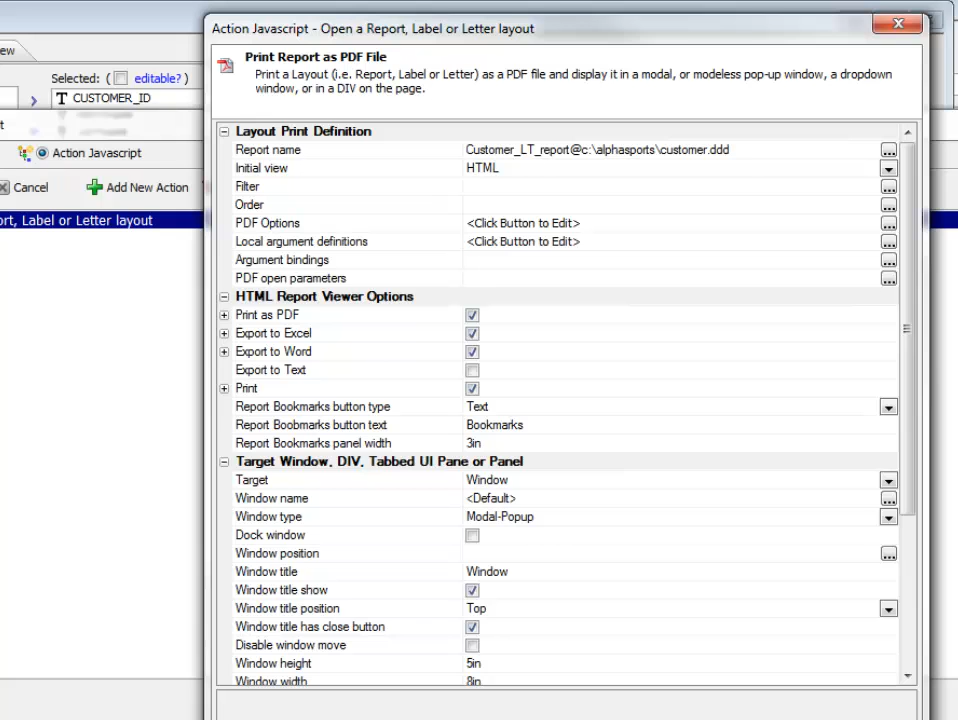 Action Javascript - Open a Report, Label or Letter layout
ew
Print Report as PDF File
Print a Layout (i.e. Report, Label or Letter) as a PDF file and display it in a modal, or modeless pop-up window, a dropdown
window, or in a DIV on the page.
Selected: ( editable? )
T CUSTOMER_ID
t
Action Javascript
Cancel Add New Action
ort, Label or Letter layout
Layout Print Definition
Report name Customer_LT_report@c:\alphasports\customer.ddd
Initial view HTML
Filter
Order
PDF Options <Click Button to Edit>
Local argument definitions <Click Button to Edit>
Argument bindings
PDF open parameters
HTML Report Viewer Options
Print as PDF
Export to Excel
Export to Word
Export to Text
Print
Report Bookmarks button type Text
Report Bookmarks button text Bookmarks
Report Bookmarks panel width 3in
Target Window, DIV, Tabbed UI Pane or Panel
Target Window
Window name <Default>
Window type Modal-Popup
Dock window
Window position
Window title Window
Window title show
Window title position Top
Window title has close button
Disable window move
Window height 5in
Window width 8in